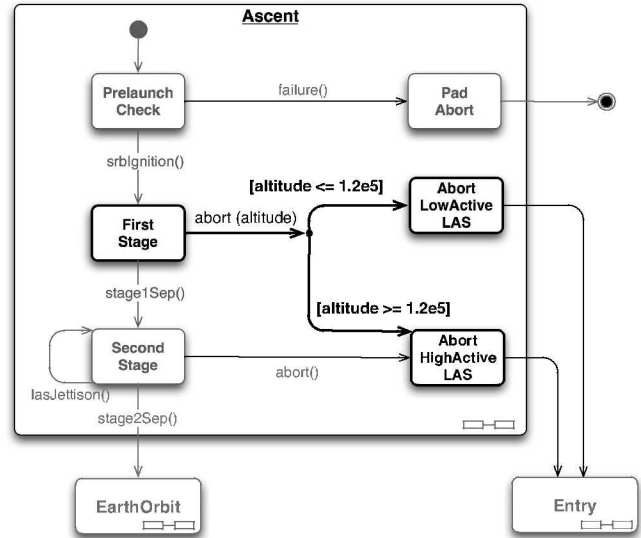 Ascent
Prelaunch
Check
failure()
Pad
Abort
srbIgnition()
[altitude <= 1.2e5]
First
Stage
abort (altitude)
Abort
LowActive
LAS
stage1Sep()
[altitude >= 1.2e5]
Second
Stage
abort()
Abort
HighActive
LAS
lasJettison()
stage2Sep()
EarthOrbit
Entry